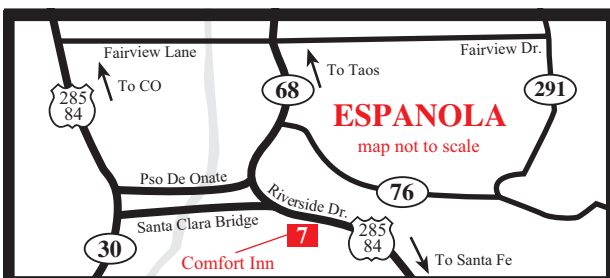 Fairview Lane
Fairview Dr.
To CO
To Taos
285
84
68
291
ESPANOLA
map not to scale
Pso De Onate
Riverside Dr.
76
Santa Clara Bridge
30
7
285
84
Comfort Inn
To Santa Fe